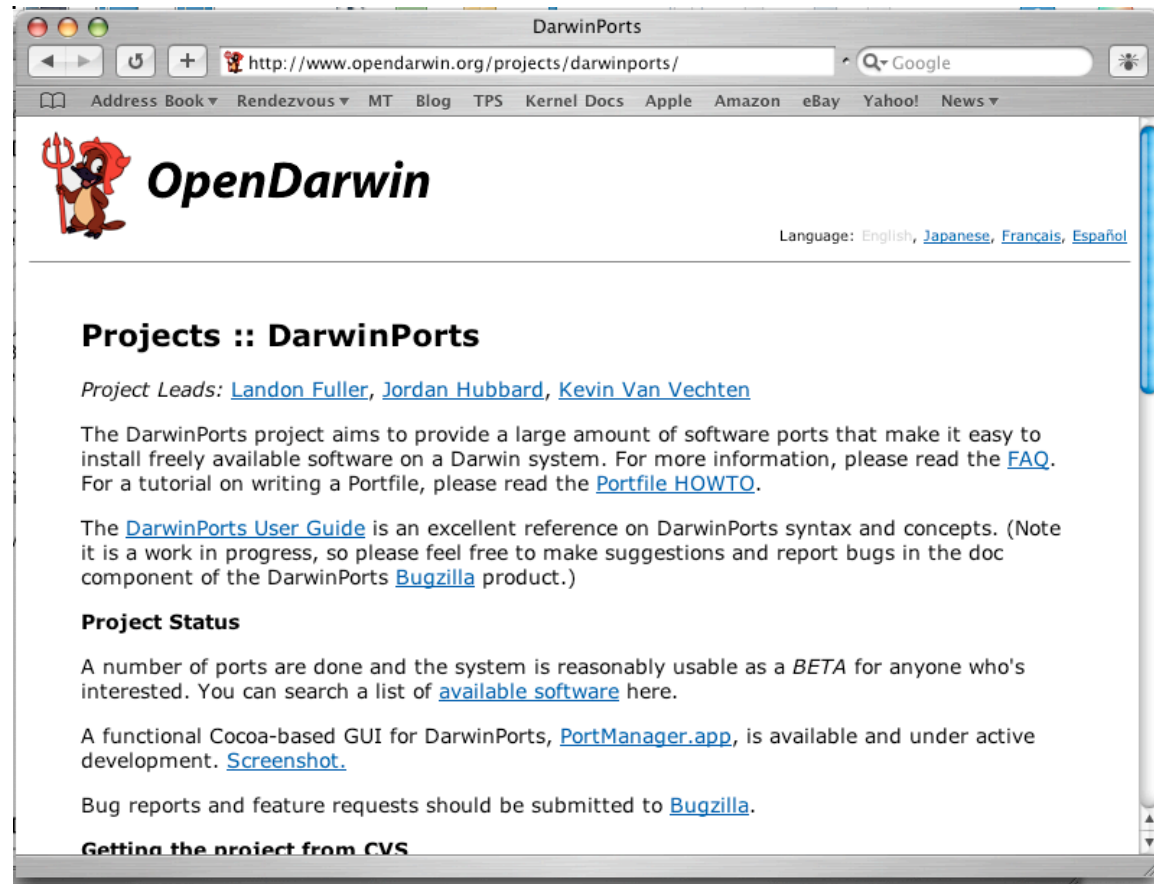 DarwinPorts
http://www.opendarwin.org/projects/darwinports/
Google
Address Book Rendezvous MT Blog TPS Kernel Docs Apple Amazon eBay Yahoo! News
OpenDarwin
Language: English, Japanese, Français, Español
Projects :: DarwinPorts
Project Leads: Landon Fuller, Jordan Hubbard, Kevin Van Vechten
The DarwinPorts project aims to provide a large amount of software ports that make it easy to
install freely available software on a Darwin system. For more information, please read the FAQ.
For a tutorial on writing a Portfile, please read the Portfile HOWTO.
The DarwinPorts User Guide is an excellent reference on DarwinPorts syntax and concepts. (Note
it is a work in progress, so please feel free to make suggestions and report bugs in the doc
component of the DarwinPorts Bugzilla product.)
Project Status
A number of ports are done and the system is reasonably usable as a BETA for anyone who's
interested. You can search a list of available software here.
A functional Cocoa-based GUI for DarwinPorts, PortManager.app, is available and under active
development. Screenshot.
Bug reports and feature requests should be submitted to Bugzilla.
Getting the project from CVS